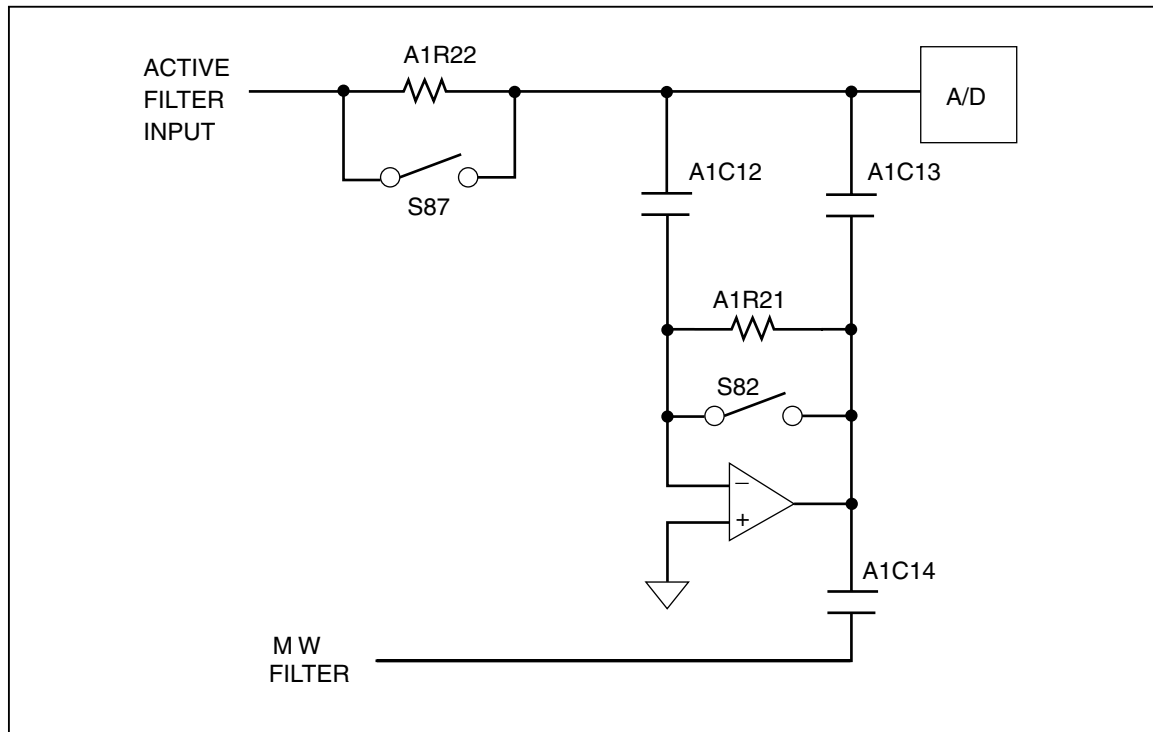 A1R22
ACTIVE
FILTER
INPUT
A/D
S87
A1C12
A1C13
A1R21
S82
–
+
A1C14
M W
FILTER